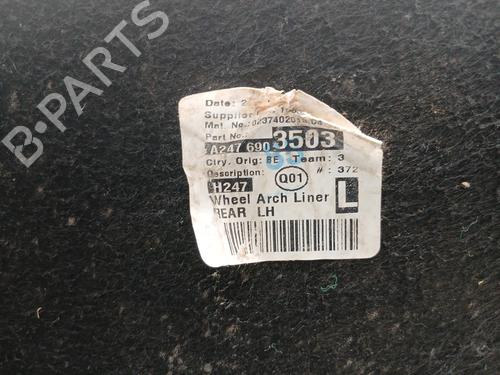 B-PARTS
Date: 2
Supplier
Mat. No.:
Part No.:
A247 690 3503
Ctry. Orig: BE Team: 3
Description: Q01 #: 372
H247
Wheel Arch Liner L
REAR LH